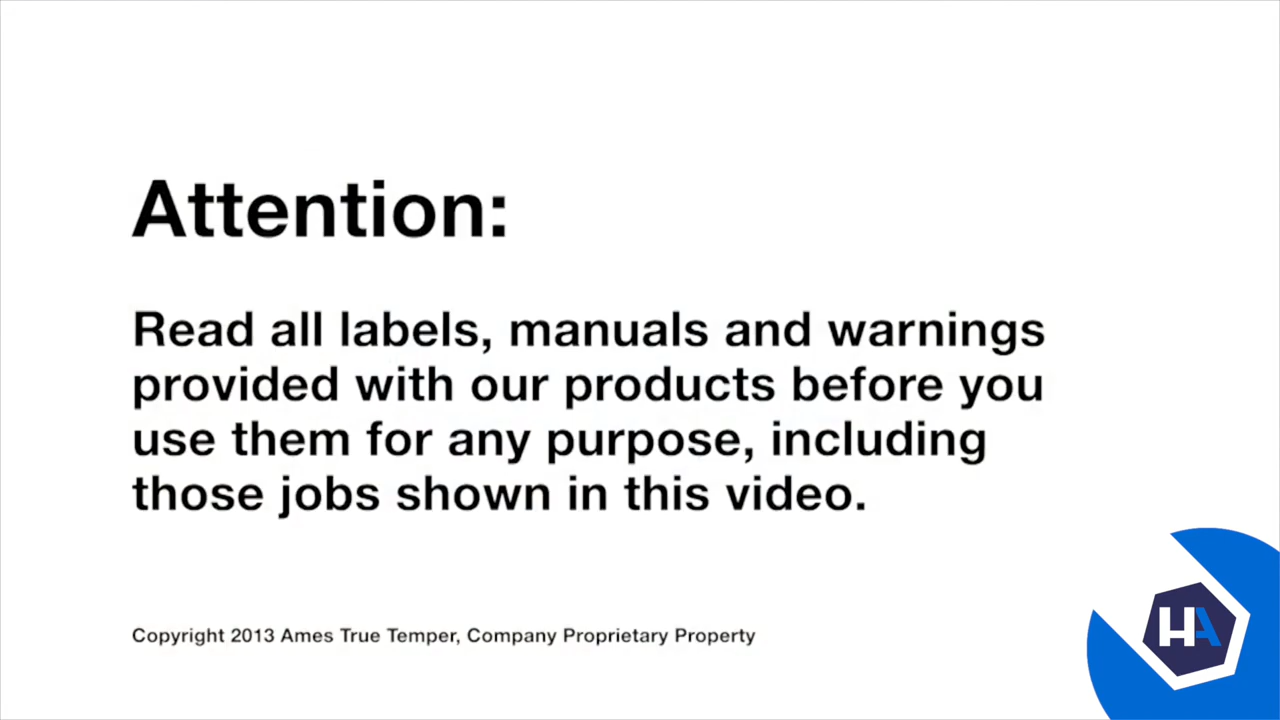 Attention:
Read all labels, manuals and warnings
provided with our products before you
use them for any purpose, including
those jobs shown in this video.
Copyright 2013 Ames True Temper, Company Proprietary Property
HA